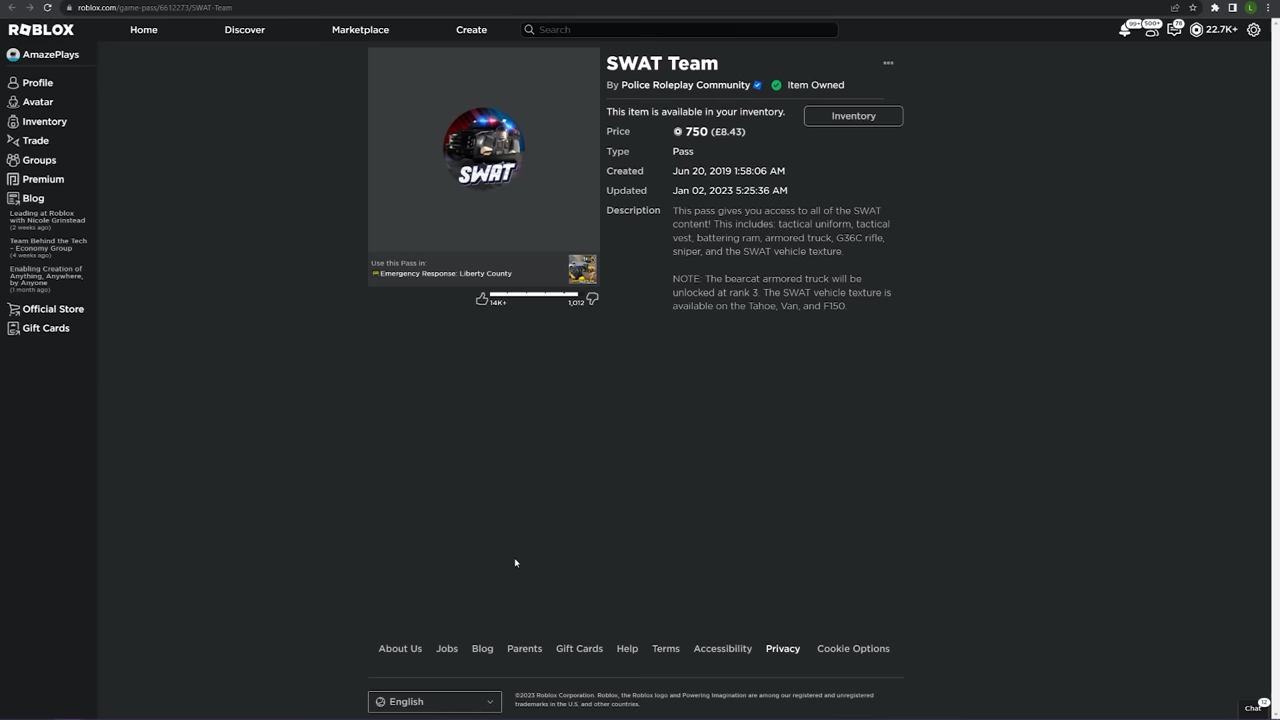 roblox.com/game-pass/6612273/SWAT-Team
ROBLOX
Home
Discover
Marketplace
Create
Search
99+
500+
78
22.7K+
AmazePlays
Profile
Avatar
Inventory
Trade
Groups
Premium
Blog
Leading at Roblox
with Nicole Grinstead
(2 weeks ago)
Team Behind the Tech
– Economy Group
(4 weeks ago)
Enabling Creation of
Anything, Anywhere,
by Anyone
(1 month ago)
Official Store
Gift Cards
SWAT
Use this Pass in:
Emergency Response: Liberty County
14K+
1,012
SWAT Team
By Police Roleplay Community Item Owned
This item is available in your inventory.
Inventory
Price 750 (£8.43)
Type Pass
Created Jun 20, 2019 1:58:06 AM
Updated Jan 02, 2023 5:25:36 AM
Description This pass gives you access to all of the SWAT
content! This includes: tactical uniform, tactical
vest, battering ram, armored truck, G36C rifle,
sniper, and the SWAT vehicle texture.
NOTE: The bearcat armored truck will be
unlocked at rank 3. The SWAT vehicle texture is
available on the Tahoe, Van, and F150.
About Us Jobs Blog Parents Gift Cards Help Terms Accessibility Privacy Cookie Options
English
©2023 Roblox Corporation. Roblox, the Roblox logo and Powering Imagination are among our registered and unregistered
trademarks in the U.S. and other countries.
Chat
12